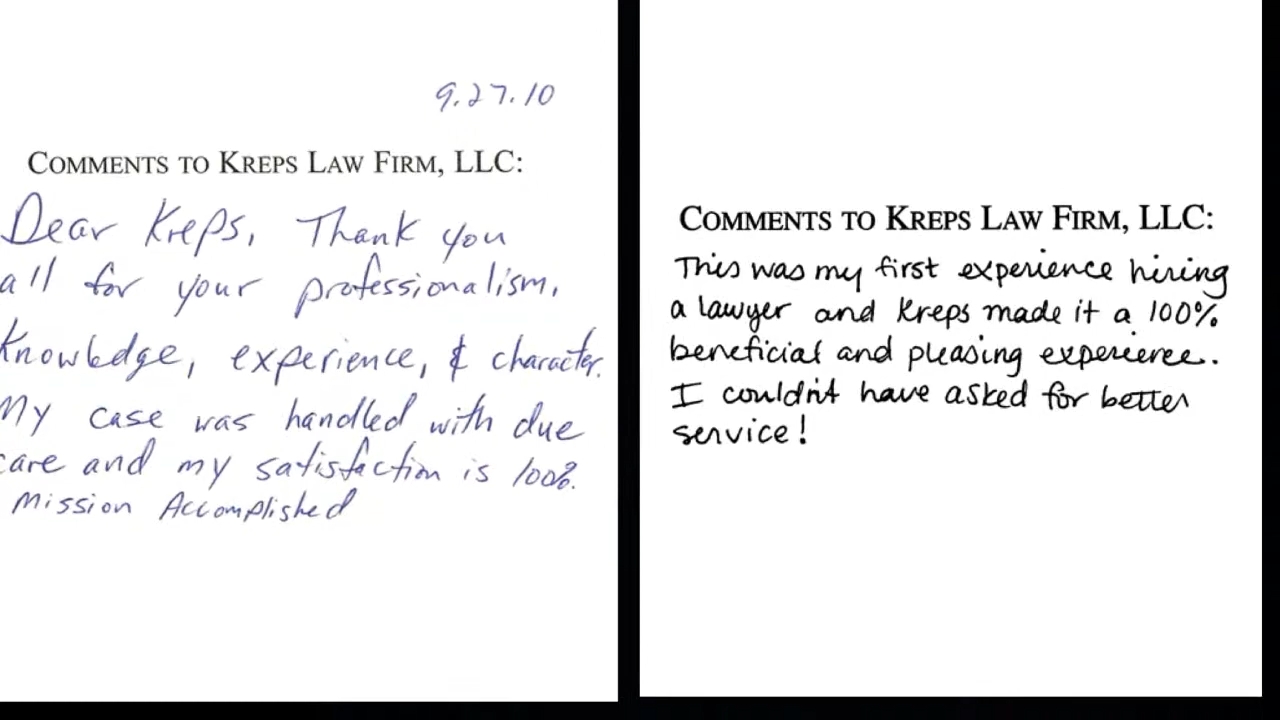 9.27.10
COMMENTS TO KREPS LAW FIRM, LLC:
Dear Kreps, Thank you
all for your professionalism,
Knowledge, experience, & character.
My case was handled with due
care and my satisfaction is 100%.
Mission Accomplished
COMMENTS TO KREPS LAW FIRM, LLC:
This was my first experience hiring
a lawyer and Kreps made it a 100%
beneficial and pleasing experience.
I couldn't have asked for better
service!